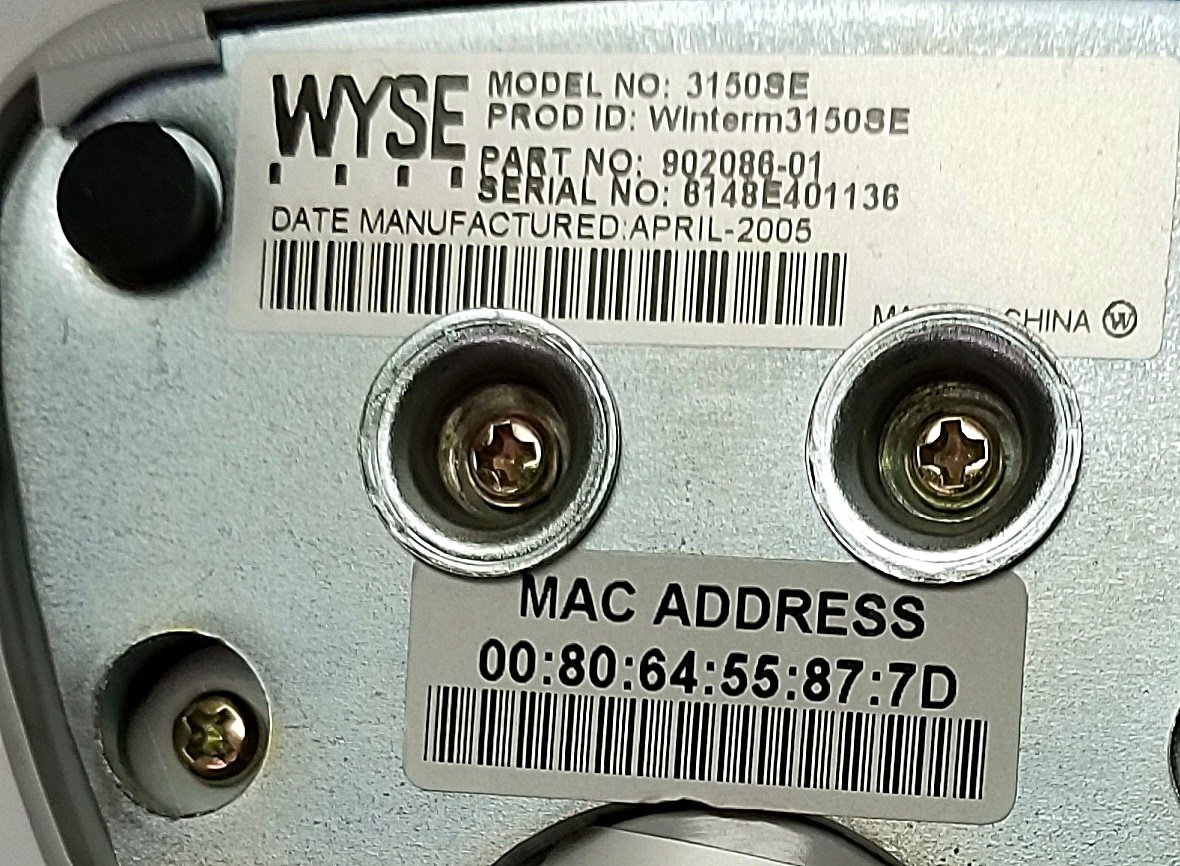 WYSE
MODEL NO: 3150SE
PROD ID: WInterm3150SE
PART NO: 902086-01
SERIAL NO: 6148E401136
DATE MANUFACTURED:APRIL-2005
CHINA W
MAC ADDRESS
00:80:64:55:87:7D